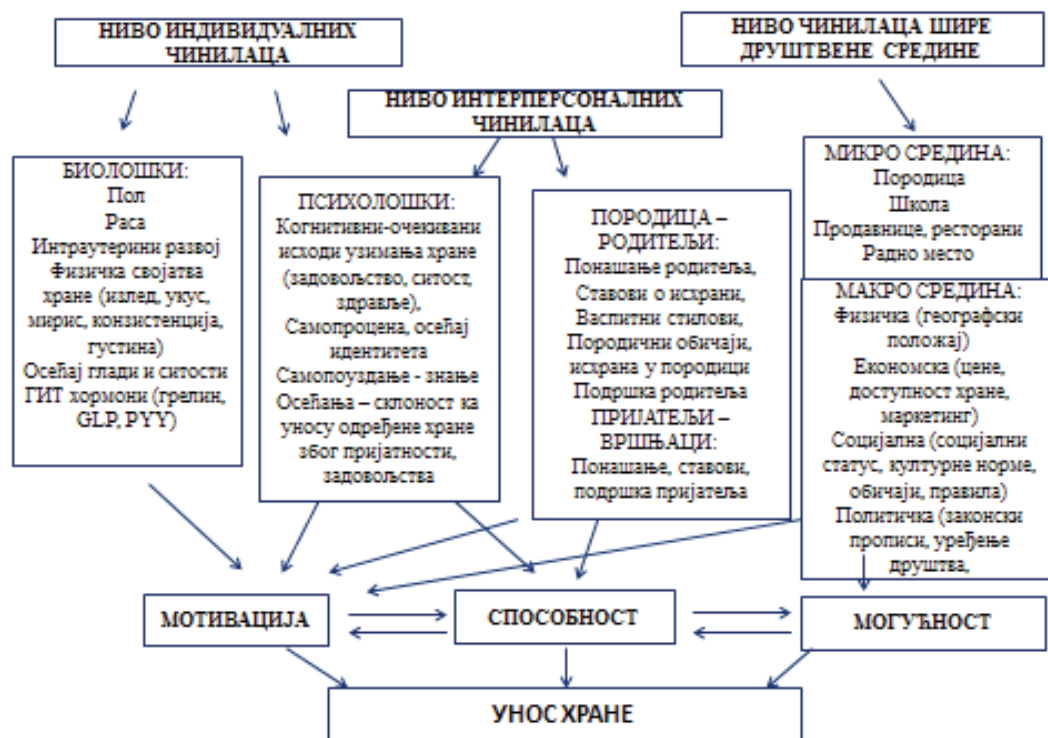 НИВО ИНДИВИДУАЛНИХ
ЧИНИЛАЦА
НИВО ЧИНИЛАЦА ШИРЕ
ДРУШТВЕНЕ СРЕДИНЕ
НИВО ИНТЕРПЕРСОНАЛНИХ
ЧИНИЛАЦА
БИОЛОШКИ:
Пол
Раса
Интраутерини развој
Физичка својатва
хране (излед, укус,
мирис, конзистенција,
густина)
Осећај глади и ситости
ГИТ хормони (грелин,
GLP, PYY)
ПСИХОЛОШКИ:
Когнитивни-очекивани
исходи узимања хране
(задовољство, ситост,
здравље),
Самопроцена, осећај
идентитета
Самопоуздање - знање
Осећања – склоност ка
уносу одређене хране
због пријатности,
задовољства
ПОРОДИЦА –
РОДИТЕЉИ:
Понашање родитеља,
Ставови о исхрани,
Васпитни стилови,
Породични обичаји,
исхрана у породици
Подршка родитеља
ПРИЈАТЕЉИ –
ВРШЊАЦИ:
Понашање, ставови,
подршка пријатеља
МИКРО СРЕДИНА:
Породица
Школа
Продавнице, ресторани
Радно место
МАКРО СРЕДИНА:
Физичка (географски
положај)
Економска (цене,
доступност хране,
маркетинг)
Социјална (социјални
статус, културне норме,
обичаји, правила)
Политичка (законски
прописи, уређење
друштва,
МОТИВАЦИЈА
СПОСОБНОСТ
МОГУЋНОСТ
УНОС ХРАНЕ